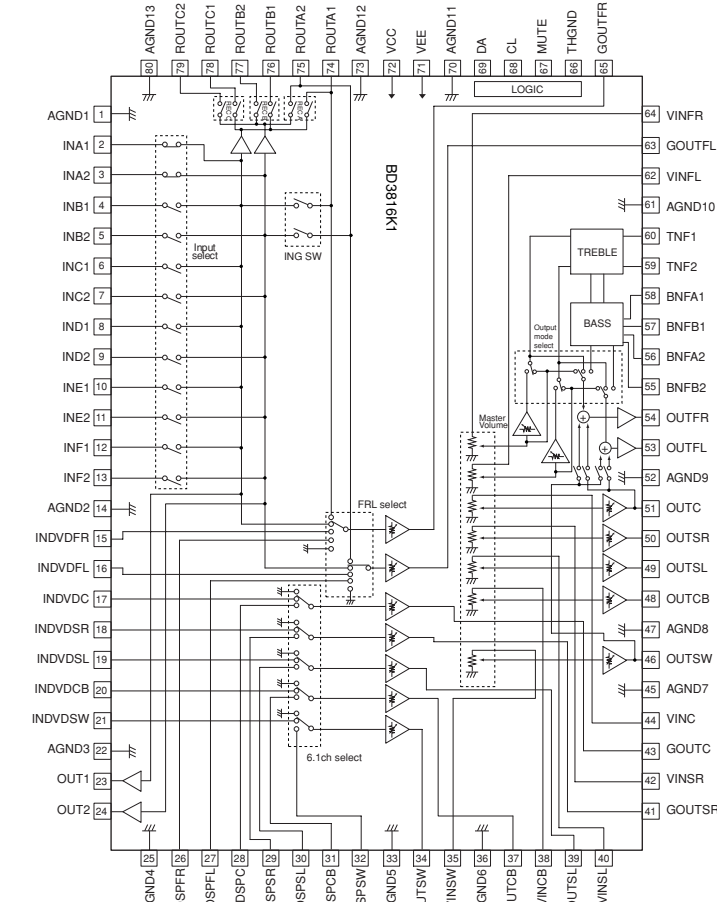 AGND13
ROUTC2
ROUTC1
ROUTB2
ROUTB1
ROUTA2
ROUTA1
AGND12
VCC
VEE
AGND11
DA
CL
MUTE
THGND
GOUTFR
80
79
78
77
76
75
74
73
72
71
70
69
68
67
66
65
LOGIC
BD3816K1
AGND1 1
INA1 2
INA2 3
INB1 4
INB2 5
INC1 6
INC2 7
IND1 8
IND2 9
INE1 10
INE2 11
INF1 12
INF2 13
AGND2 14
INDVDFR 15
INDVDFL 16
INDVDC 17
INDVDSR 18
INDVDSL 19
INDVDCB 20
INDVDSW 21
AGND3 22
OUT1 23
OUT2 24
Input
select
ING SW
FRL select
6.1ch select
Master
Volume
Output
mode
select
TREBLE
BASS
64 VINFR
63 GOUTFL
62 VINFL
61 AGND10
60 TNF1
59 TNF2
58 BNFA1
57 BNFB1
56 BNFA2
55 BNFB2
54 OUTFR
53 OUTFL
52 AGND9
51 OUTC
50 OUTSR
49 OUTSL
48 OUTCB
47 AGND8
46 OUTSW
45 AGND7
44 VINC
43 GOUTC
42 VINSR
41 GOUTSR
25
26
27
28
29
30
31
32
33
34
35
36
37
38
39
40
GND4
SPFR
SPFL
DSPC
SPSR
DSPSL
SPCB
SPSW
GND5
UTSW
VINSW
GND6
UTCB
VINCB
OUTSL
VINSL